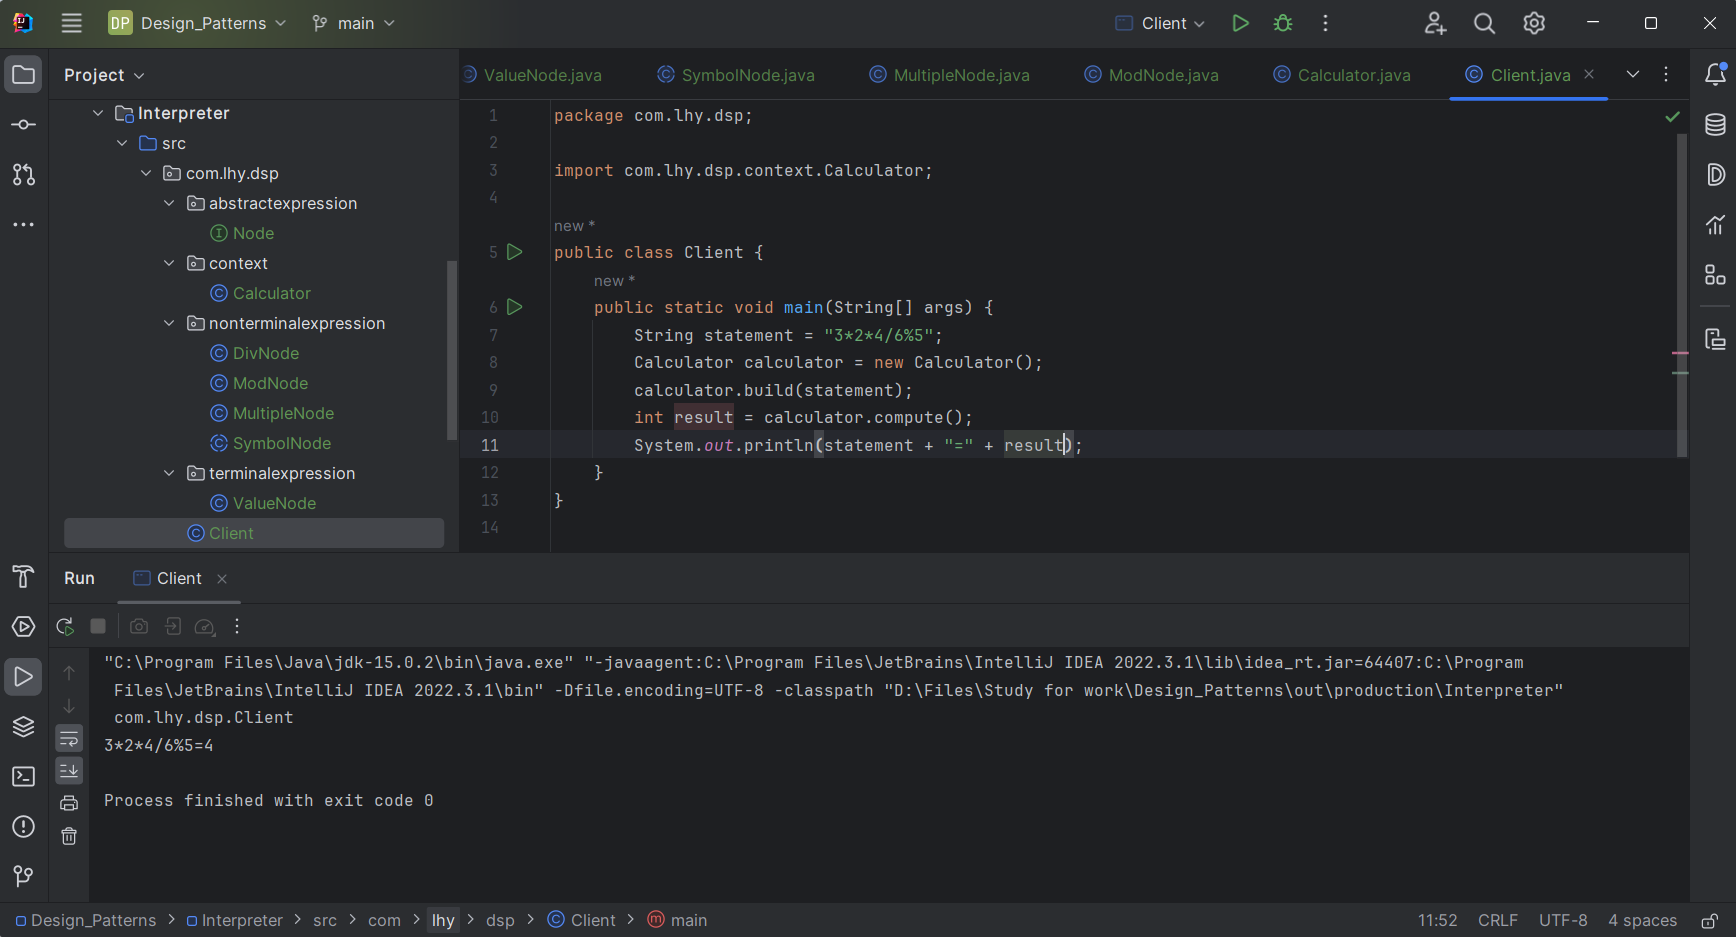 DP Design_Patterns main Client
Project
ValueNode.java SymbolNode.java MultipleNode.java ModNode.java Calculator.java Client.java
Interpreter
src
com.lhy.dsp
abstractexpression
Node
context
Calculator
nonterminalexpression
DivNode
ModNode
MultipleNode
SymbolNode
terminalexpression
ValueNode
Client
1 package com.lhy.dsp;
2
3 import com.lhy.dsp.context.Calculator;
4
new *
5 public class Client {
new *
6 public static void main(String[] args) {
7 String statement = "3*2*4/6%5";
8 Calculator calculator = new Calculator();
9 calculator.build(statement);
10 int result = calculator.compute();
11 System.out.println(statement + "=" + result);
12 }
13 }
14
Run Client
"C:\Program Files\Java\jdk-15.0.2\bin\java.exe" "-javaagent:C:\Program Files\JetBrains\IntelliJ IDEA 2022.3.1\lib\idea_rt.jar=64407:C:\Program
Files\JetBrains\IntelliJ IDEA 2022.3.1\bin" -Dfile.encoding=UTF-8 -classpath "D:\Files\Study for work\Design_Patterns\out\production\Interpreter"
com.lhy.dsp.Client
3*2*4/6%5=4
Process finished with exit code 0
Design_Patterns > Interpreter > src > com > lhy > dsp > Client > main 11:52 CRLF UTF-8 4 spaces